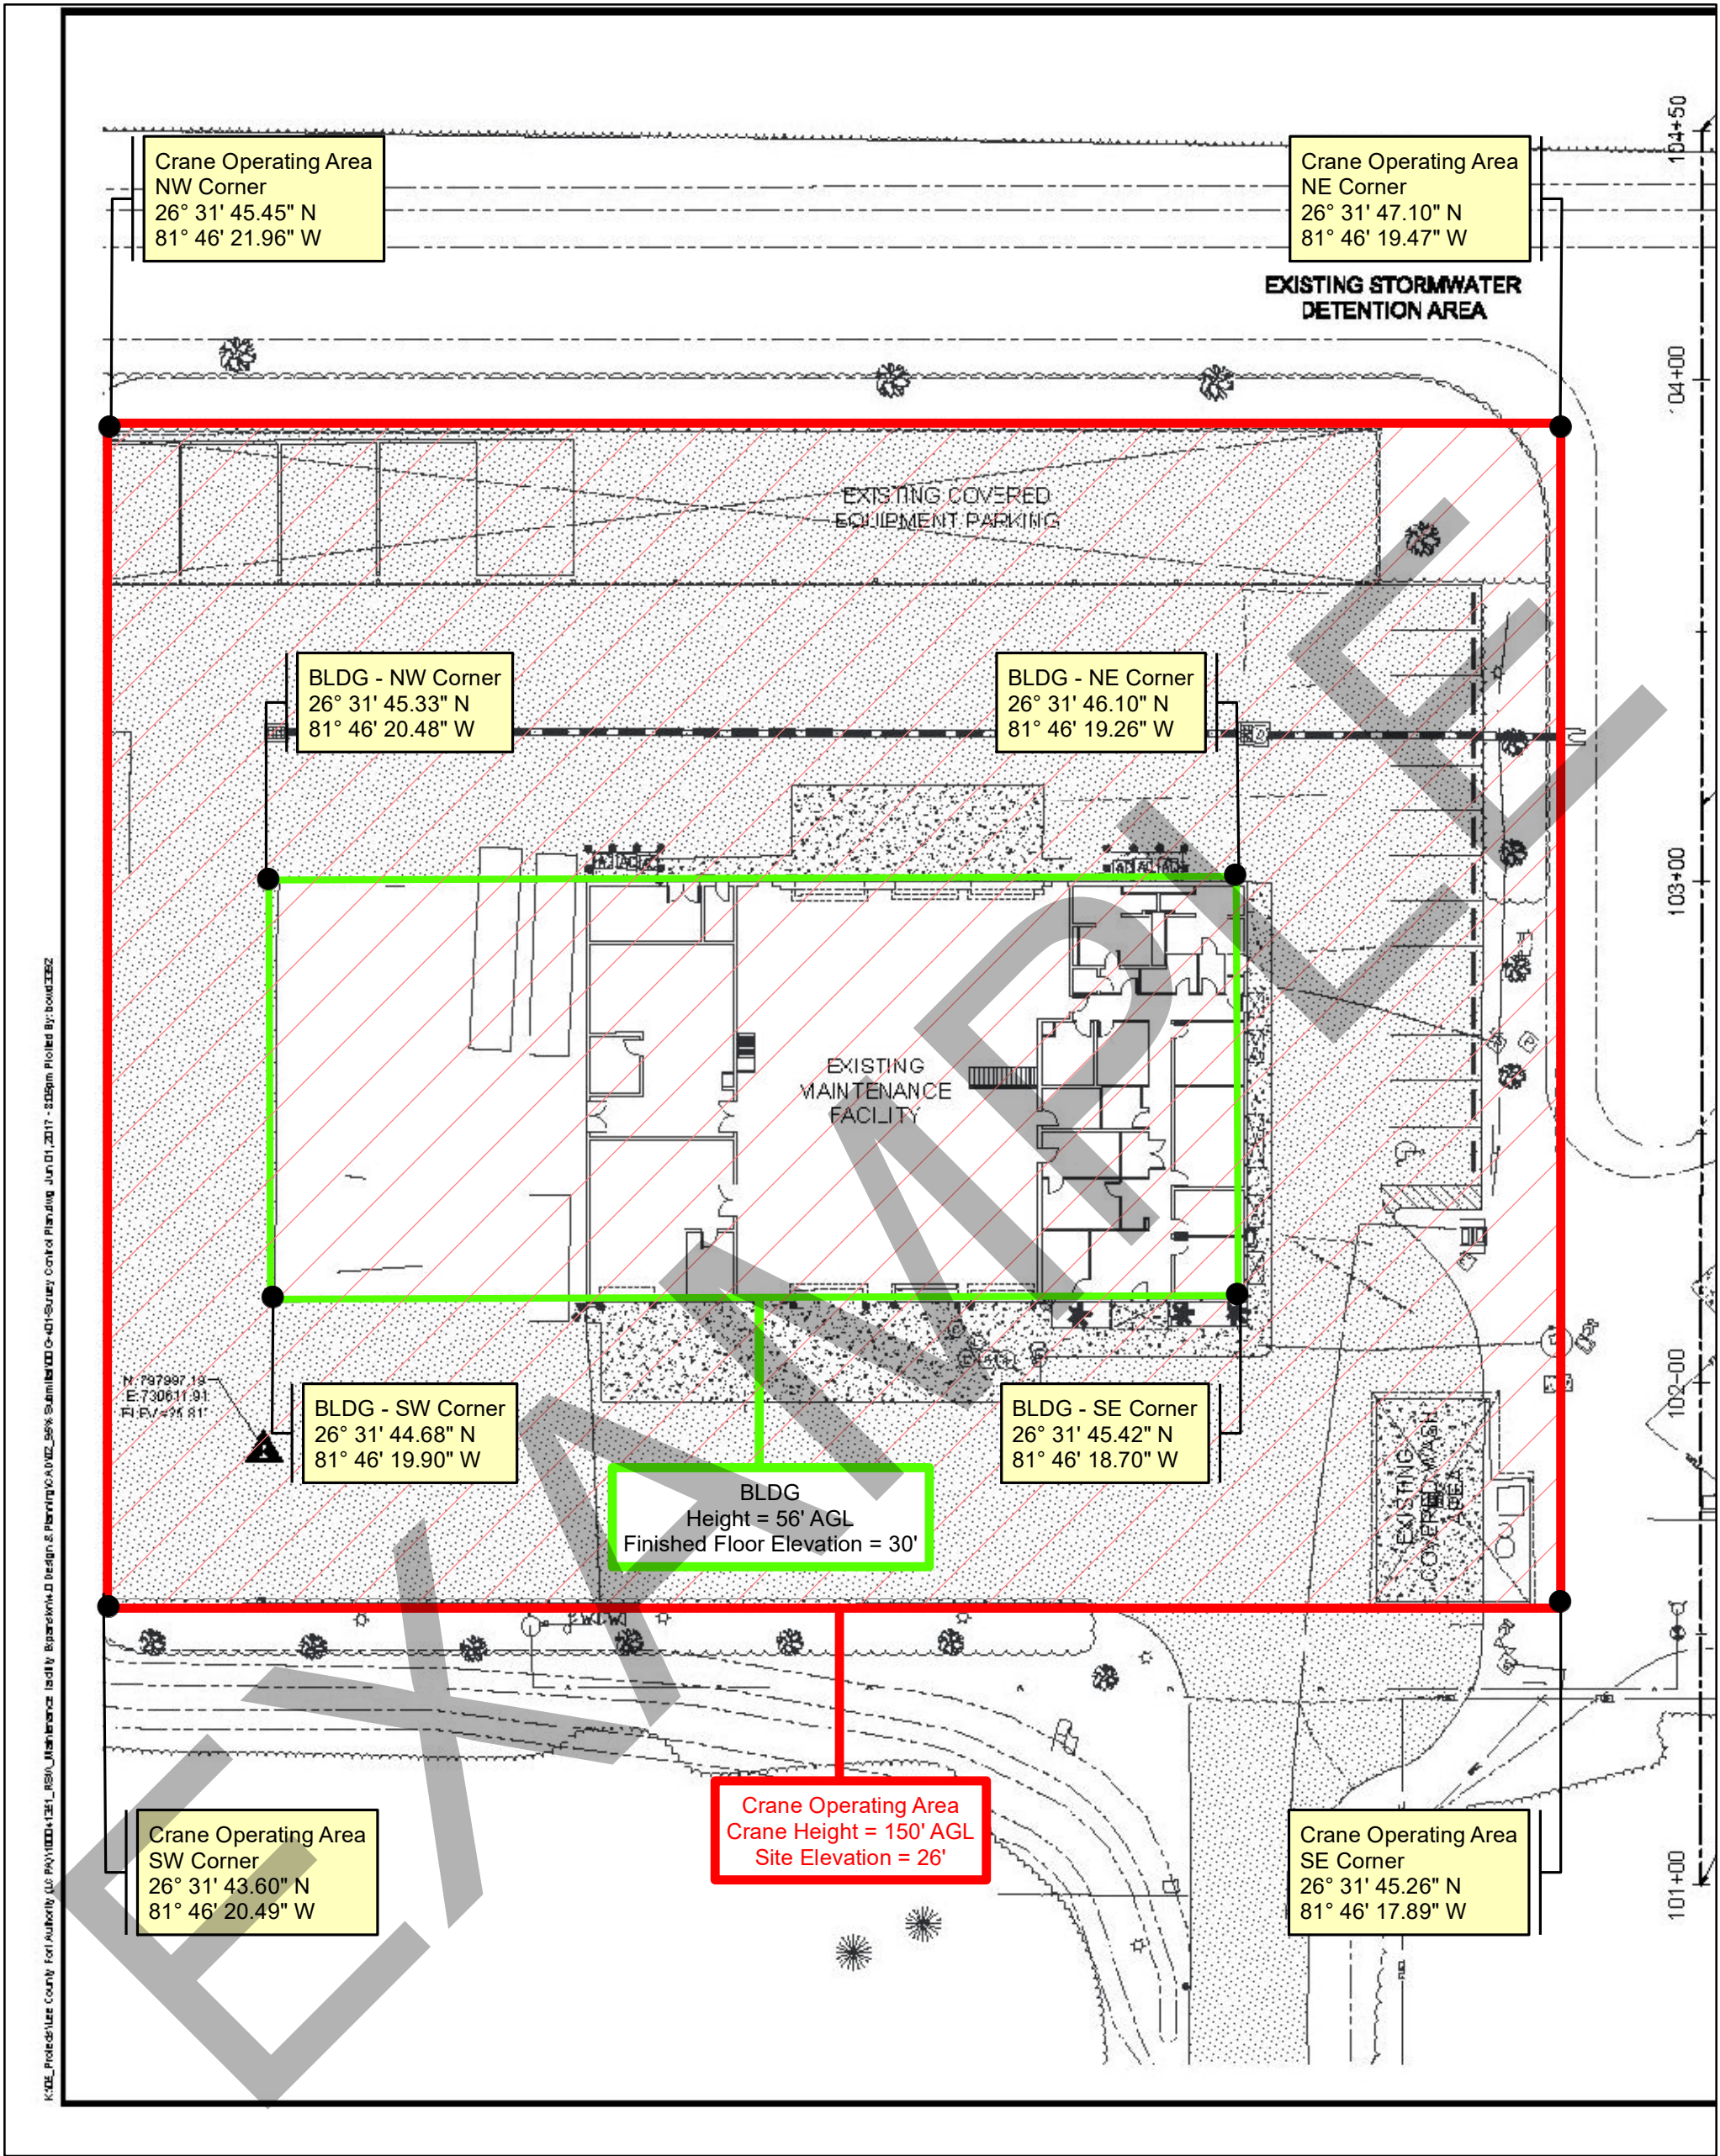 104+50
Crane Operating Area
NW Corner
26° 31' 45.45" N
81° 46' 21.96" W
Crane Operating Area
NE Corner
26° 31' 47.10" N
81° 46' 19.47" W
EXISTING STORMWATER
DETENTION AREA
104+00
EXISTING COVERED
EQUIPMENT PARKING
BLDG - NW Corner
26° 31' 45.33" N
81° 46' 20.48" W
BLDG - NE Corner
26° 31' 46.10" N
81° 46' 19.26" W
103+00
EXISTING
MAINTENANCE
FACILITY
N: 797997.19
E: 730611.91
BLDG - SW Corner
26° 31' 44.68" N
81° 46' 19.90" W
BLDG - SE Corner
26° 31' 45.42" N
81° 46' 18.70" W
102+00
BLDG
Height = 56' AGL
Finished Floor Elevation = 30'
EXISTING
COVERED WASH
AREA
Crane Operating Area
Crane Height = 150' AGL
Site Elevation = 26'
Crane Operating Area
SW Corner
26° 31' 43.60" N
81° 46' 20.49" W
Crane Operating Area
SE Corner
26° 31' 45.26" N
81° 46' 17.89" W
101+00
EXAMPLE